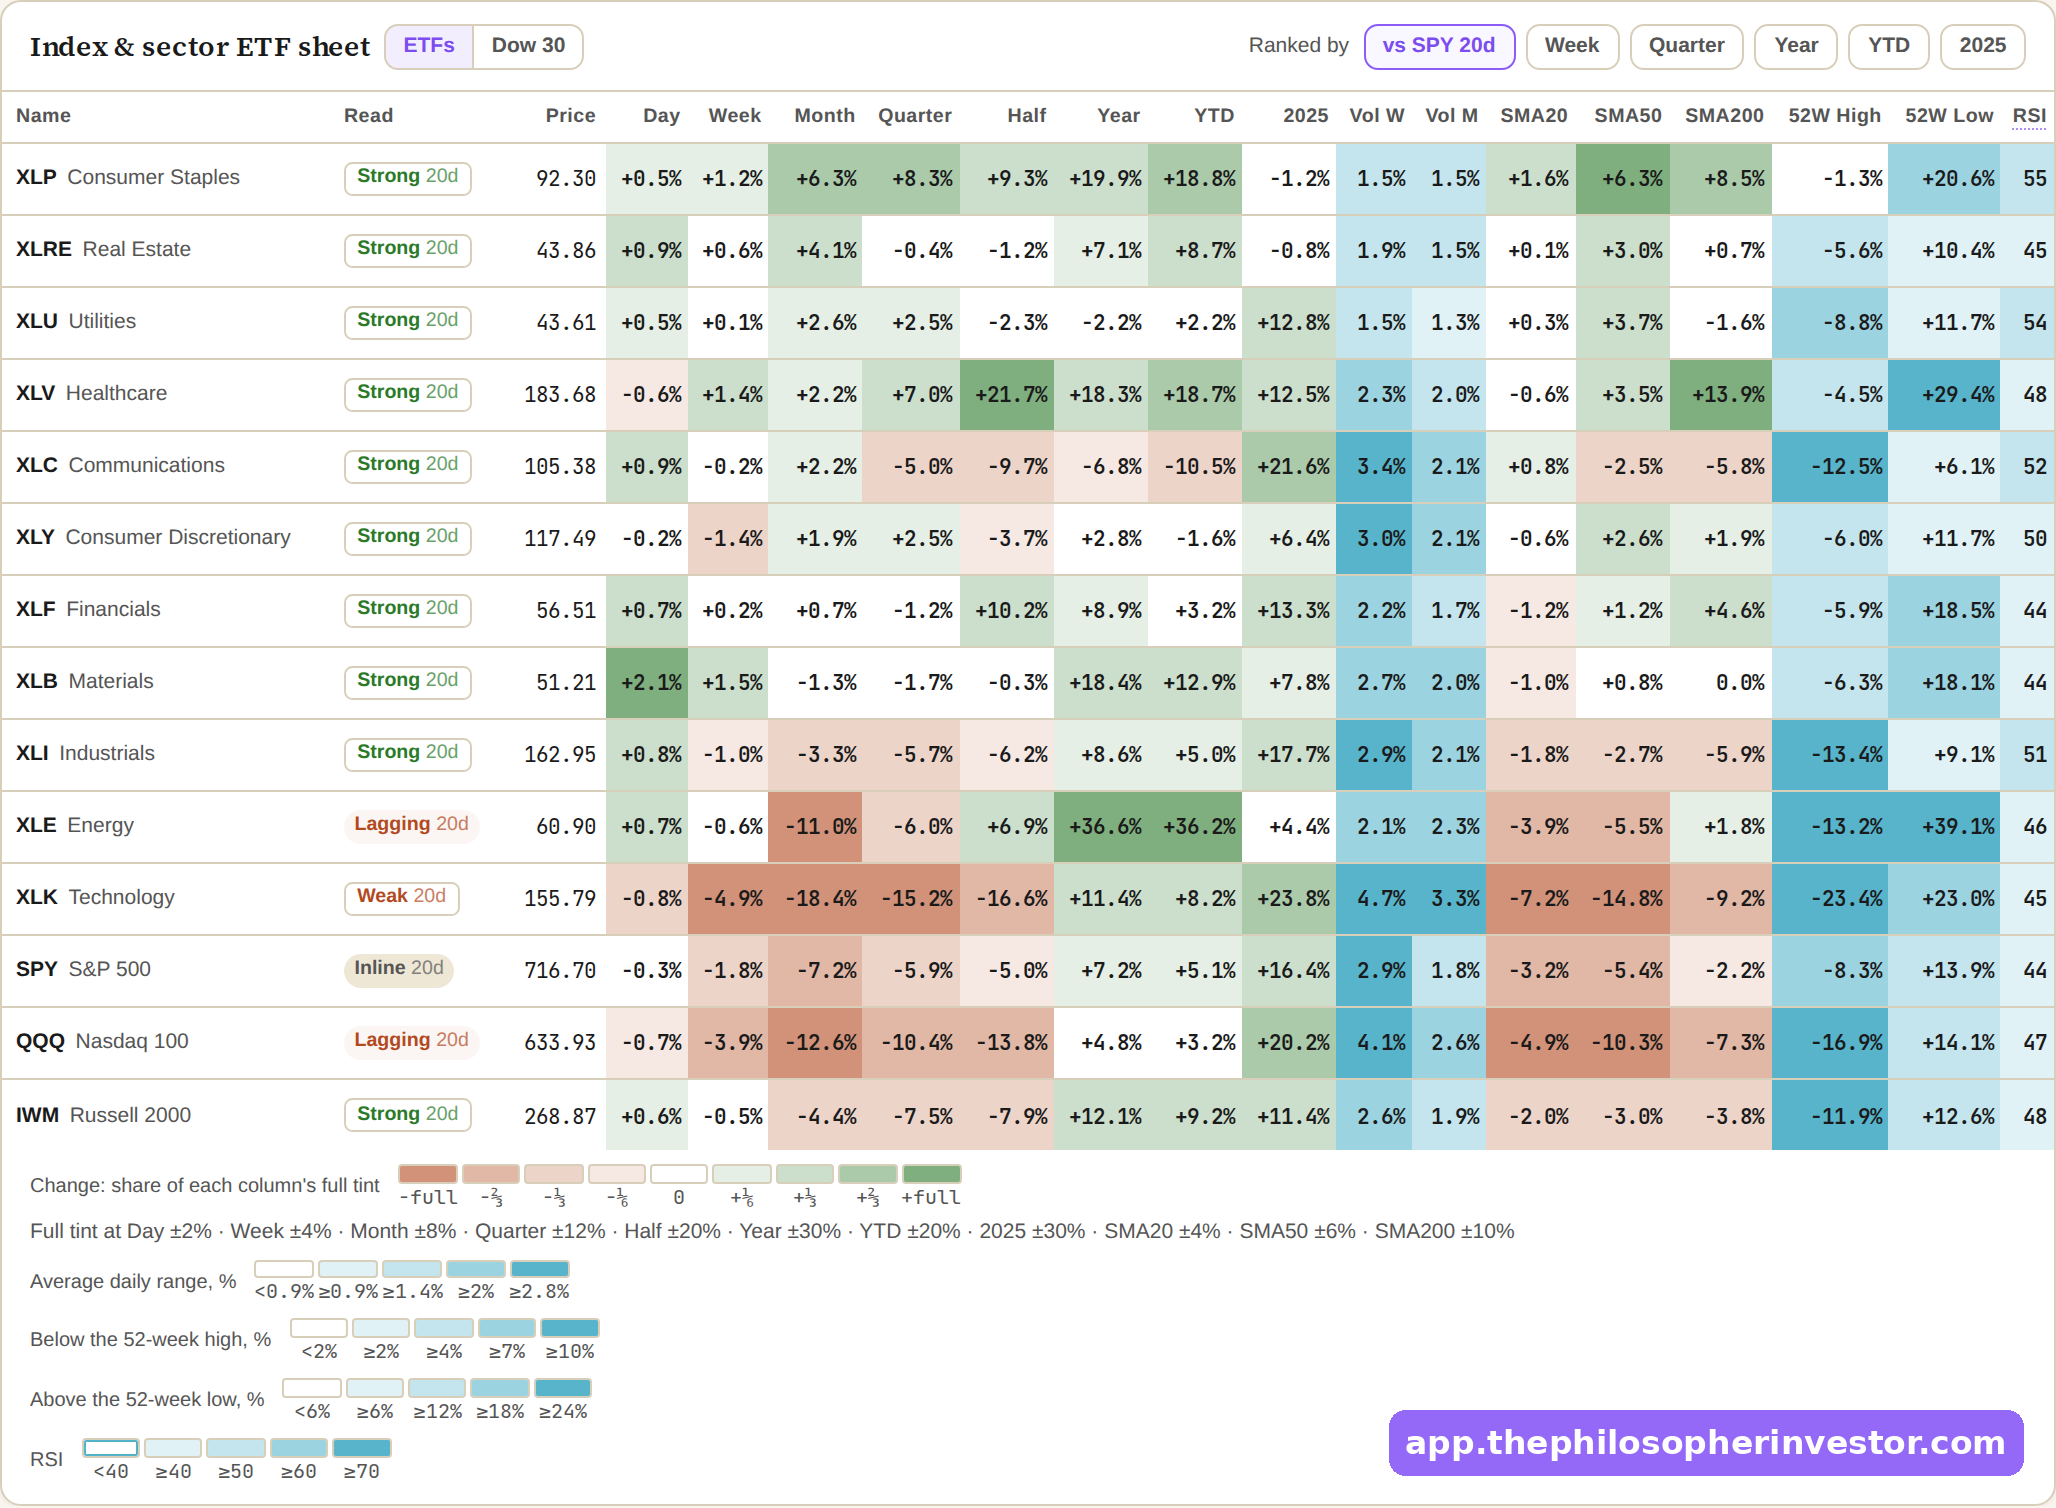 Index & sector ETF sheet ETFs Dow 30 Ranked by vs SPY 20d Week Quarter Year YTD 2025
Name Read Price Day Week Month Quarter Half Year YTD 2025 Vol W Vol M SMA20 SMA50 SMA200 52W High 52W Low RSI
XLP Consumer Staples Strong 20d 92.30 +0.5% +1.2% +6.3% +8.3% +9.3% +19.9% +18.8% -1.2% 1.5% 1.5% +1.6% +6.3% +8.5% -1.3% +20.6% 55
XLRE Real Estate Strong 20d 43.86 +0.9% +0.6% +4.1% -0.4% -1.2% +7.1% +8.7% -0.8% 1.9% 1.5% +0.1% +3.0% +0.7% -5.6% +10.4% 45
XLU Utilities Strong 20d 43.61 +0.5% +0.1% +2.6% +2.5% -2.3% -2.2% +2.2% +12.8% 1.5% 1.3% +0.3% +3.7% -1.6% -8.8% +11.7% 54
XLV Healthcare Strong 20d 183.68 -0.6% +1.4% +2.2% +7.0% +21.7% +18.3% +18.7% +12.5% 2.3% 2.0% -0.6% +3.5% +13.9% -4.5% +29.4% 48
XLC Communications Strong 20d 105.38 +0.9% -0.2% +2.2% -5.0% -9.7% -6.8% -10.5% +21.6% 3.4% 2.1% +0.8% -2.5% -5.8% -12.5% +6.1% 52
XLY Consumer Discretionary Strong 20d 117.49 -0.2% -1.4% +1.9% +2.5% -3.7% +2.8% -1.6% +6.4% 3.0% 2.1% -0.6% +2.6% +1.9% -6.0% +11.7% 50
XLF Financials Strong 20d 56.51 +0.7% +0.2% +0.7% -1.2% +10.2% +8.9% +3.2% +13.3% 2.2% 1.7% -1.2% +1.2% +4.6% -5.9% +18.5% 44
XLB Materials Strong 20d 51.21 +2.1% +1.5% -1.3% -1.7% -0.3% +18.4% +12.9% +7.8% 2.7% 2.0% -1.0% +0.8% 0.0% -6.3% +18.1% 44
XLI Industrials Strong 20d 162.95 +0.8% -1.0% -3.3% -5.7% -6.2% +8.6% +5.0% +17.7% 2.9% 2.1% -1.8% -2.7% -5.9% -13.4% +9.1% 51
XLE Energy Lagging 20d 60.90 +0.7% -0.6% -11.0% -6.0% +6.9% +36.6% +36.2% +4.4% 2.1% 2.3% -3.9% -5.5% +1.8% -13.2% +39.1% 46
XLK Technology Weak 20d 155.79 -0.8% -4.9% -18.4% -15.2% -16.6% +11.4% +8.2% +23.8% 4.7% 3.3% -7.2% -14.8% -9.2% -23.4% +23.0% 45
SPY S&P 500 Inline 20d 716.70 -0.3% -1.8% -7.2% -5.9% -5.0% +7.2% +5.1% +16.4% 2.9% 1.8% -3.2% -5.4% -2.2% -8.3% +13.9% 44
QQQ Nasdaq 100 Lagging 20d 633.93 -0.7% -3.9% -12.6% -10.4% -13.8% +4.8% +3.2% +20.2% 4.1% 2.6% -4.9% -10.3% -7.3% -16.9% +14.1% 47
IWM Russell 2000 Strong 20d 268.87 +0.6% -0.5% -4.4% -7.5% -7.9% +12.1% +9.2% +11.4% 2.6% 1.9% -2.0% -3.0% -3.8% -11.9% +12.6% 48
Change: share of each column's full tint -full -⅔ -⅓ -⅙ 0 +⅙ +⅓ +⅔ +full
Full tint at Day ±2% · Week ±4% · Month ±8% · Quarter ±12% · Half ±20% · Year ±30% · YTD ±20% · 2025 ±30% · SMA20 ±4% · SMA50 ±6% · SMA200 ±10%
Average daily range, % <0.9% ≥0.9% ≥1.4% ≥2% ≥2.8%
Below the 52-week high, % <2% ≥2% ≥4% ≥7% ≥10%
Above the 52-week low, % <6% ≥6% ≥12% ≥18% ≥24%
RSI <40 ≥40 ≥50 ≥60 ≥70
app.thephilosopherinvestor.com